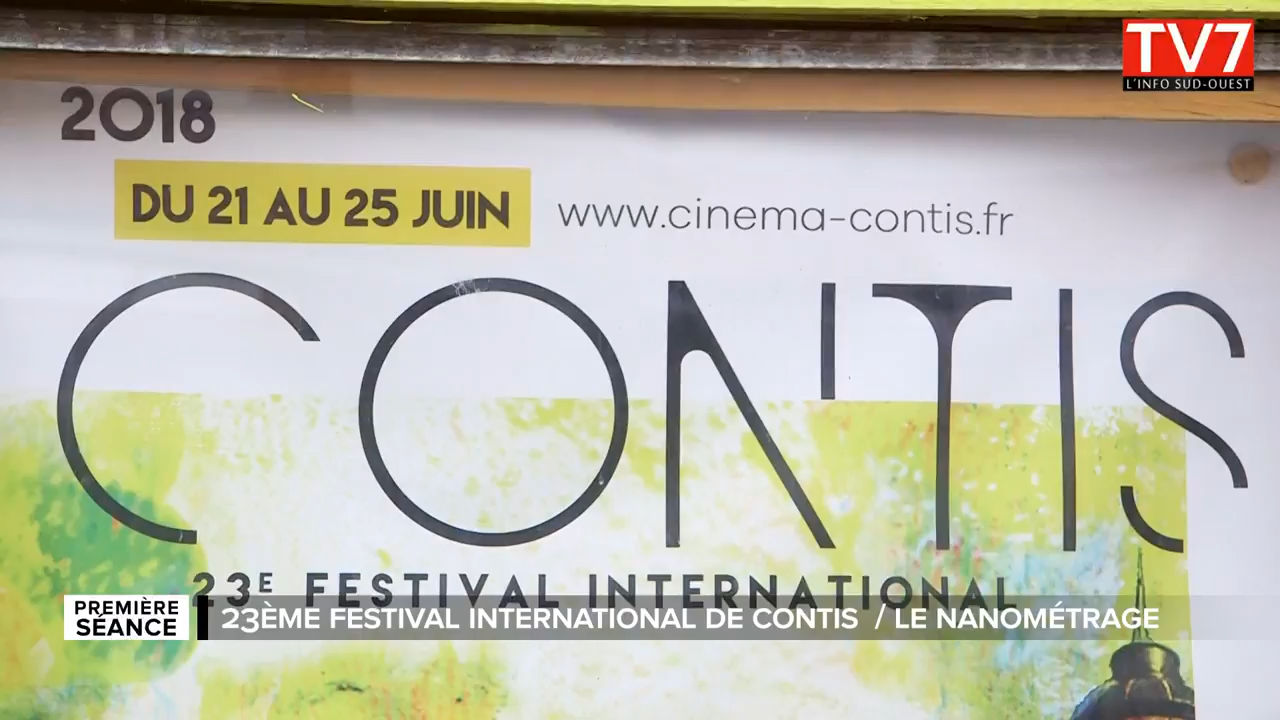 TV7
L'INFO SUD-OUEST
2018
DU 21 AU 25 JUIN
www.cinema-contis.fr
CONTIS
23E FESTIVAL INTERNATIONAL
PREMIÈRE
SÉANCE
23ÈME FESTIVAL INTERNATIONAL DE CONTIS / LE NANOMÉTRAGE